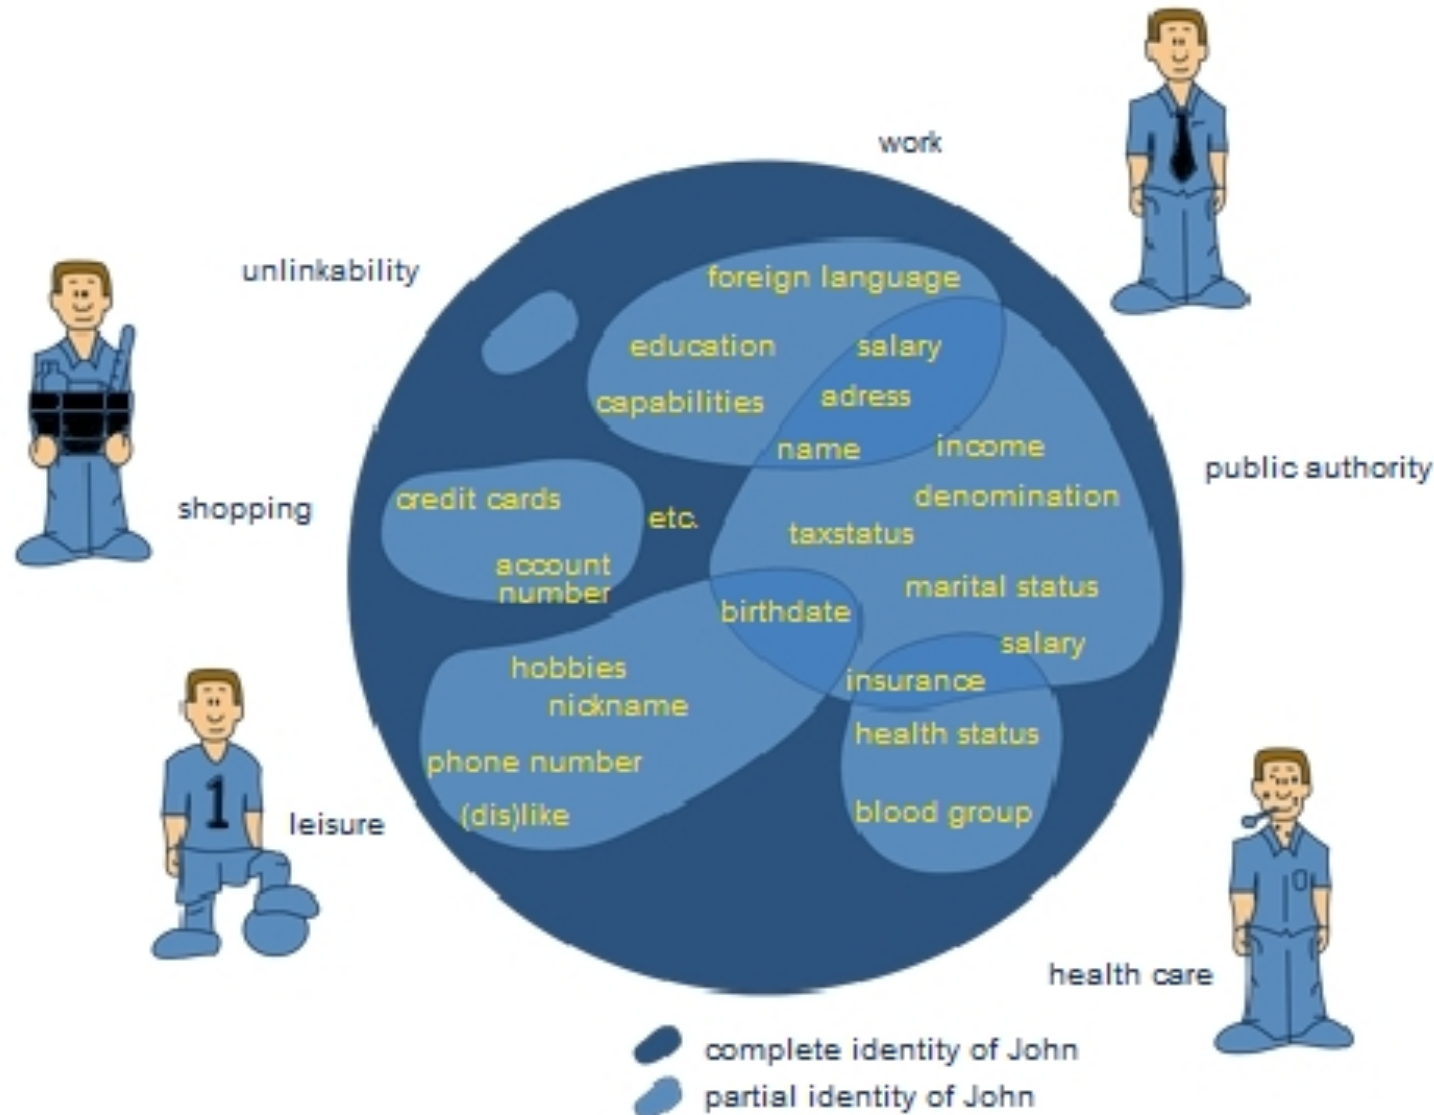 work
unlinkability
foreign language
education
salary
capabilities
adress
name
income
public authority
credit cards
denomination
shopping
etc.
taxstatus
account
number
marital status
birthdate
salary
hobbies
insurance
nickname
health status
phone number
(dis)like
blood group
1
leisure
health care
complete identity of John
partial identity of John